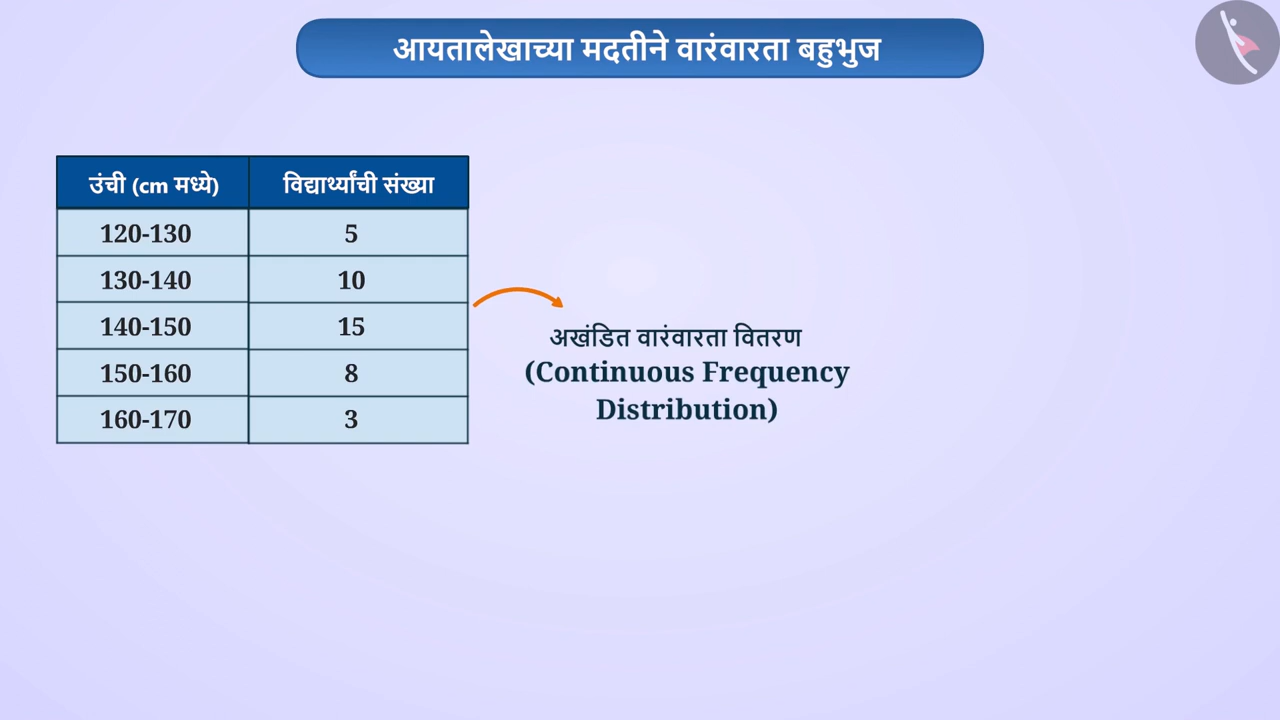 आयतालेखाच्या मदतीने वारंवारता बहुभुज
उंची (cm मध्ये) विद्यार्थ्यांची संख्या
120-130 5
130-140 10
140-150 15
150-160 8
160-170 3
अखंडित वारंवारता वितरण
(Continuous Frequency
Distribution)